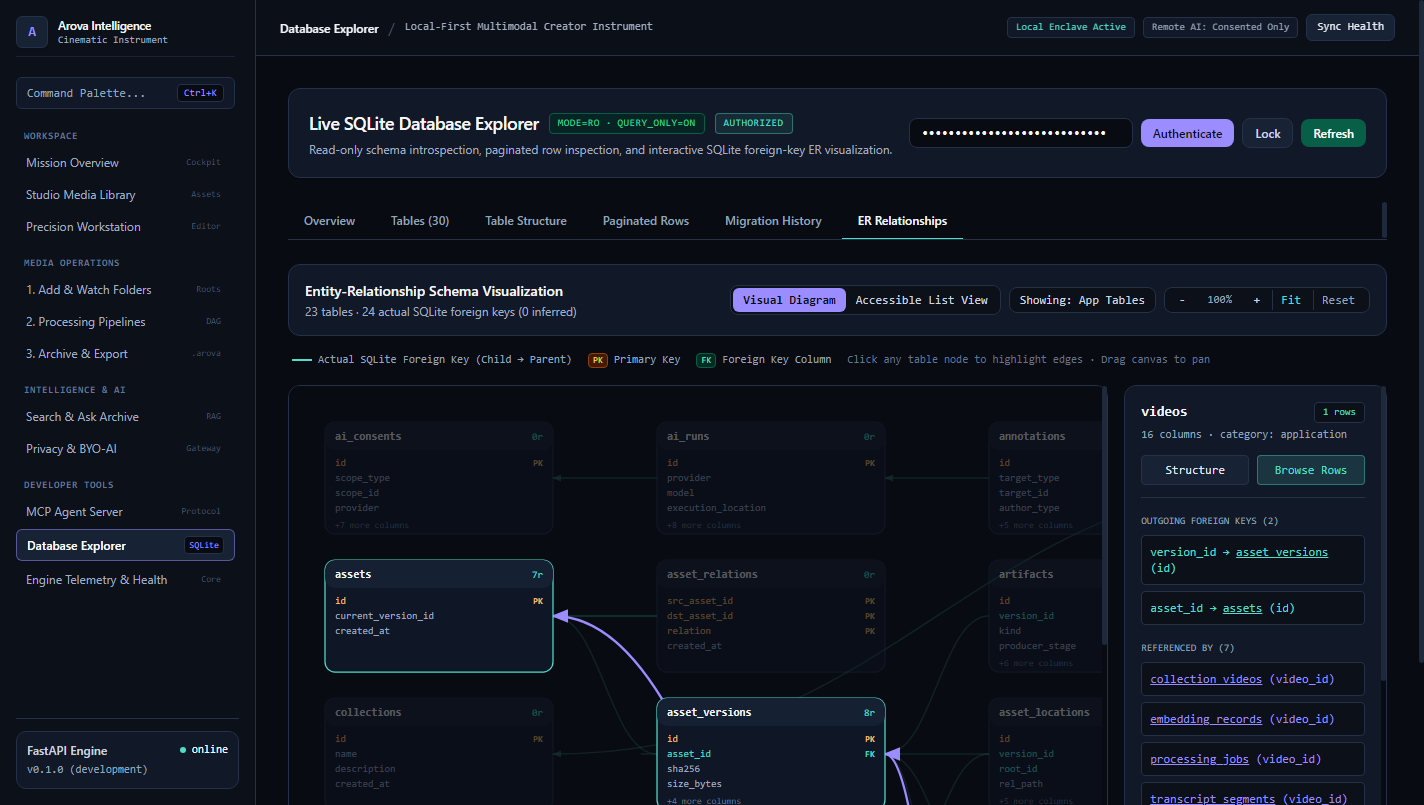 A
Arova Intelligence
Cinematic Instrument
Command Palette...
Ctrl+K
WORKSPACE
Mission Overview
Cockpit
Studio Media Library
Assets
Precision Workstation
Editor
MEDIA OPERATIONS
1. Add & Watch Folders
Roots
2. Processing Pipelines
DAG
3. Archive & Export
.arova
INTELLIGENCE & AI
Search & Ask Archive
RAG
Privacy & BYO-AI
Gateway
DEVELOPER TOOLS
MCP Agent Server
Protocol
Database Explorer
SQLite
Engine Telemetry & Health
Core
FastAPI Engine
online
v0.1.0 (development)
Database Explorer / Local-First Multimodal Creator Instrument
Local Enclave Active
Remote AI: Consented Only
Sync Health
Live SQLite Database Explorer
MODE=RO · QUERY_ONLY=ON
AUTHORIZED
Read-only schema introspection, paginated row inspection, and interactive SQLite foreign-key ER visualization.
Authenticate
Lock
Refresh
Overview
Tables (30)
Table Structure
Paginated Rows
Migration History
ER Relationships
Entity-Relationship Schema Visualization
23 tables · 24 actual SQLite foreign keys (0 inferred)
Visual Diagram
Accessible List View
Showing: App Tables
- 100% +
Fit
Reset
Actual SQLite Foreign Key (Child → Parent)
PK Primary Key
FK Foreign Key Column
Click any table node to highlight edges · Drag canvas to pan
ai_consents 0r
id PK
scope_type
scope_id
provider
+7 more columns
ai_runs 0r
id PK
provider
model
execution_location
+8 more columns
annotations
id
target_type
target_id
author_type
+5 more columns
assets 7r
id PK
current_version_id
created_at
asset_relations 0r
src_asset_id PK
dst_asset_id PK
relation PK
created_at
artifacts
id
version_id
kind
producer_stage
+6 more columns
collections 0r
id PK
name
description
created_at
asset_versions 8r
id PK
asset_id FK
sha256
size_bytes
+4 more columns
asset_locations
id
version_id
root_id
rel_path
+5 more columns
videos
1 rows
16 columns · category: application
Structure
Browse Rows
OUTGOING FOREIGN KEYS (2)
version_id → asset_versions
(id)
asset_id → assets (id)
REFERENCED BY (7)
collection_videos (video_id)
embedding_records (video_id)
processing_jobs (video_id)
transcript_segments (video_id)